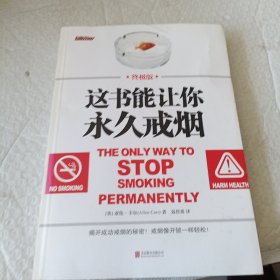 终极版
这书能让你
永久戒烟
THE ONLY WAY TO
STOP
SMOKING
PERMANENTLY
NO SMOKING
HARM HEALTH
揭开成功戒烟的秘密！戒烟像开锁一样轻松！